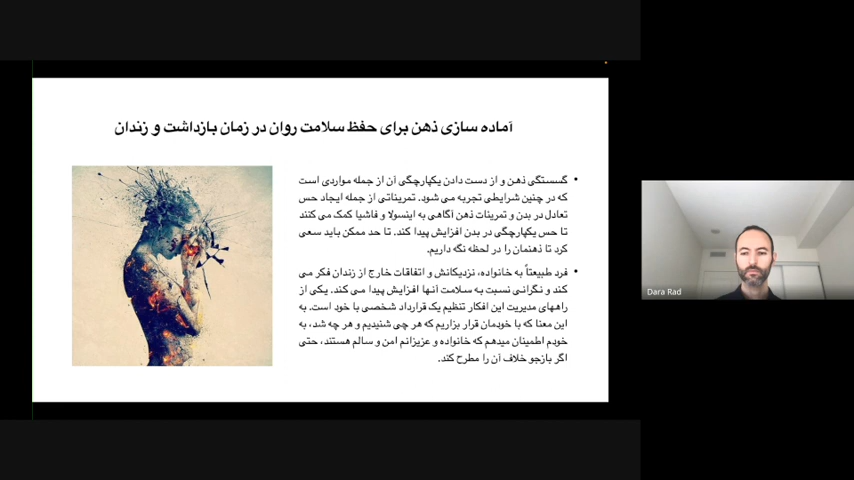 آماده سازی ذهن برای حفظ سلامت روان در زمان بازداشت و زندان
• گسستگی ذهن و از دست دادن یکپارچگی آن از جمله مواردی است
که در چنین شرایطی تجربه می شود. تمریناتی از جمله ایجاد حس
تعادل در بدن و تمرینات ذهن آگاهی به اینسولا و فاشیا کمک می کنند
تا حس یکپارچگی در بدن افزایش پیدا کند. تا حد ممکن باید سعی
کرد تا ذهنمان را در لحظه نگه داریم.
• فرد طبیعتاً به خانواده، نزدیکانش و اتفاقات خارج از زندان فکر می
کند و نگرانی نسبت به سلامت آنها افزایش پیدا می کند. یکی از
راههای مدیریت این افکار تنظیم یک قرارداد شخصی با خود است. به
این معنا که با خودمان قرار بزاریم که هر چی شنیدیم و هر چه شد، به
خودم اطمینان میدهم که خانواده و عزیزانم امن و سالم هستند، حتی
اگر بازجو خلاف آن را مطرح کند.
Dara Rad